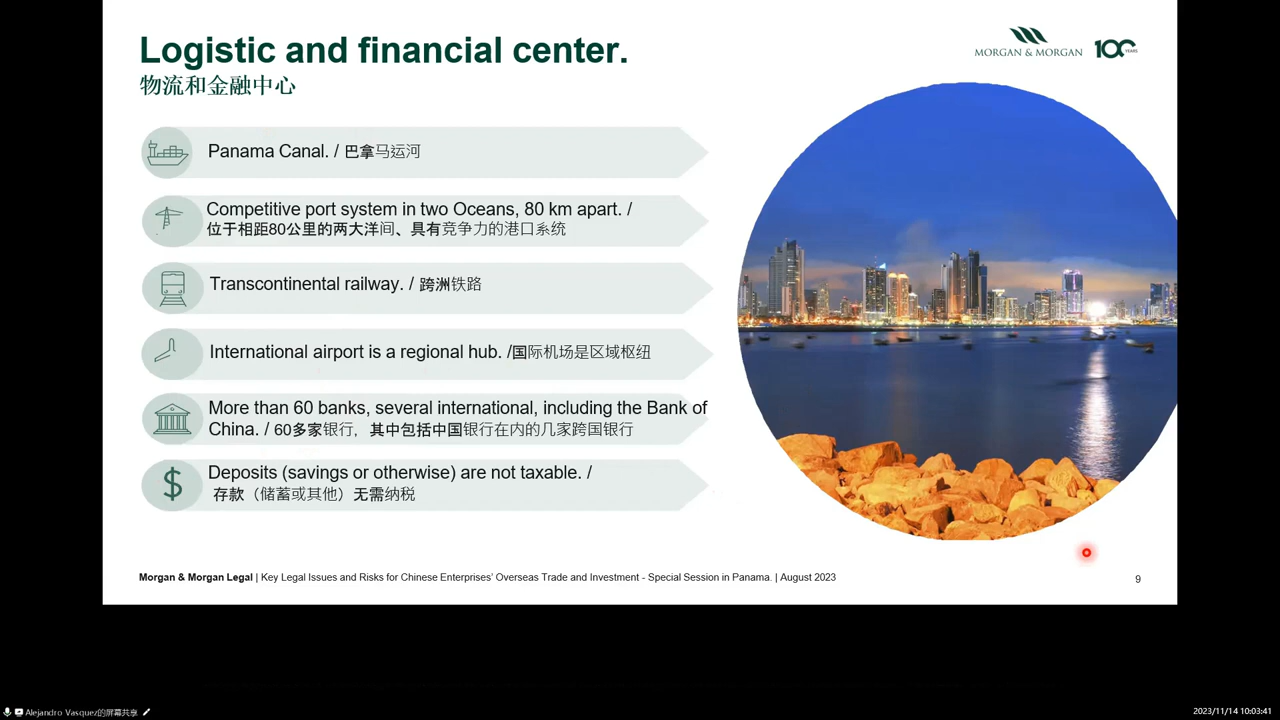 Logistic and financial center.
物流和金融中心
MORGAN & MORGAN 100 YEARS
Panama Canal. / 巴拿马运河
Competitive port system in two Oceans, 80 km apart. /
位于相距80公里的两大洋间、具有竞争力的港口系统
Transcontinental railway. / 跨洲铁路
International airport is a regional hub. /国际机场是区域枢纽
More than 60 banks, several international, including the Bank of
China. / 60多家银行，其中包括中国银行在内的几家跨国银行
$
Deposits (savings or otherwise) are not taxable. /
存款（储蓄或其他）无需纳税
Morgan & Morgan Legal | Key Legal Issues and Risks for Chinese Enterprises' Overseas Trade and Investment - Special Session in Panama. | August 2023
9
Alejandro Vasquez的屏幕共享
2023/11/14 10:03:41